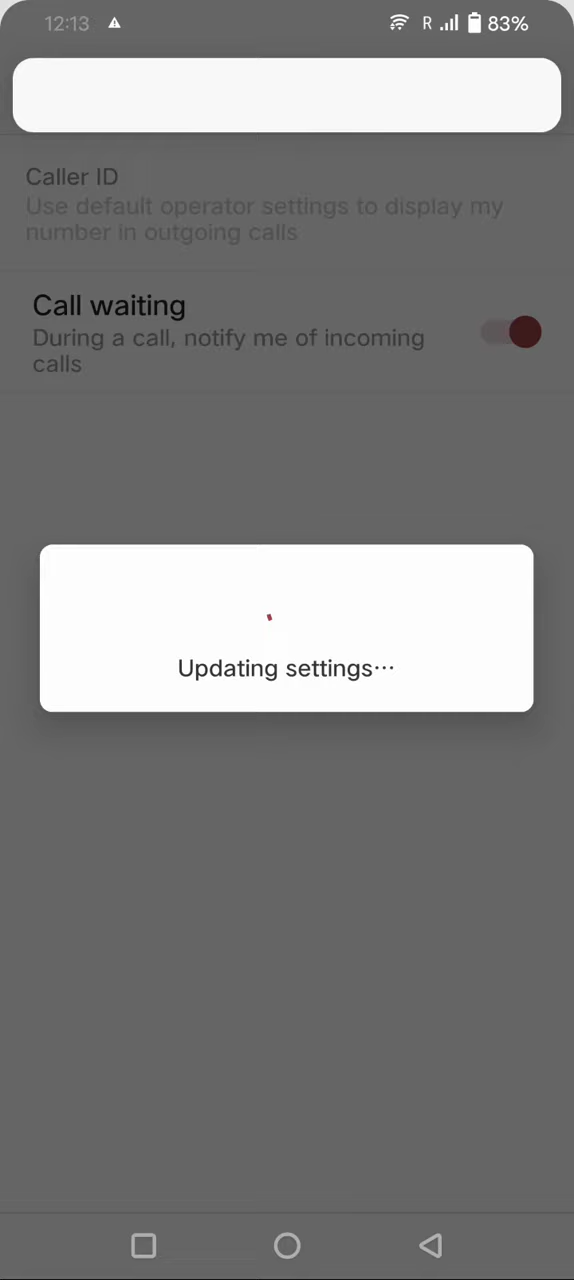 12:13
R
83%
Caller ID
Use default operator settings to display my
number in outgoing calls
Call waiting
During a call, notify me of incoming
calls
Updating settings···